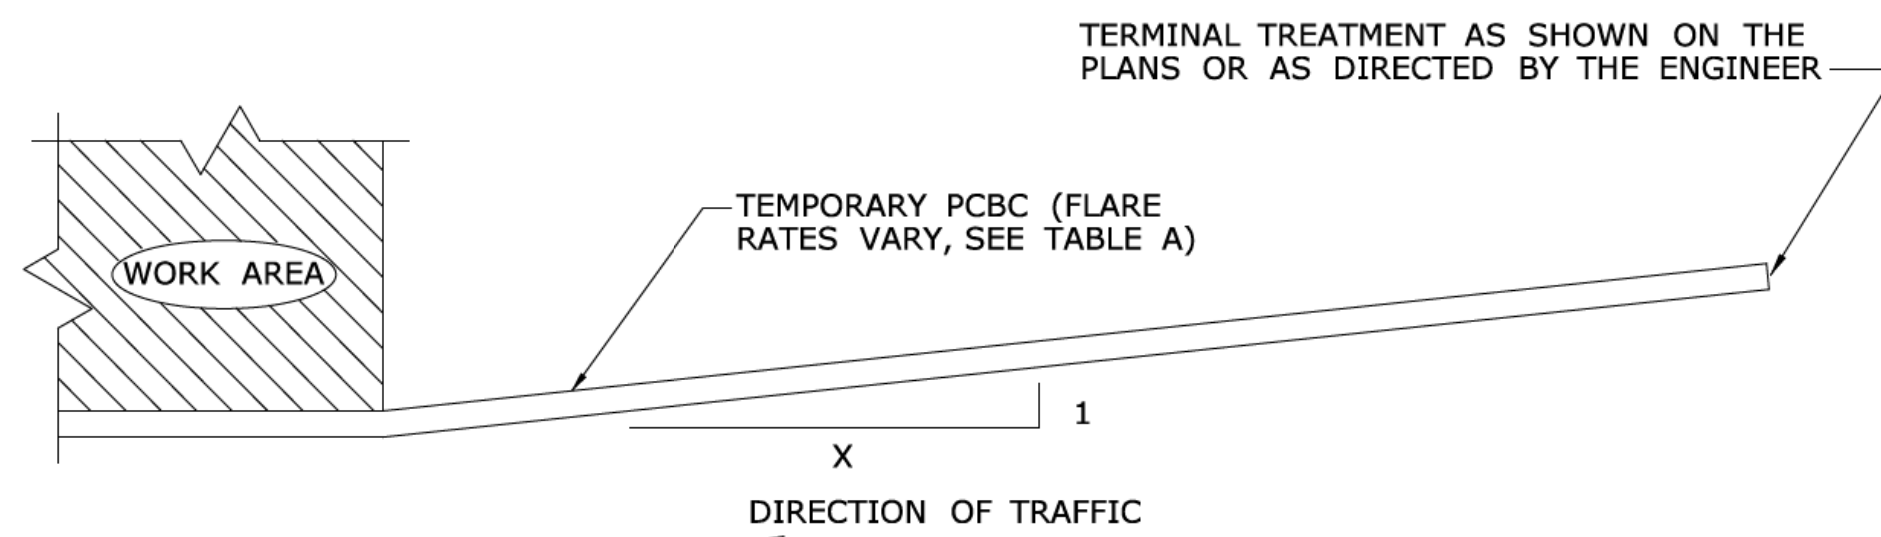 TERMINAL TREATMENT AS SHOWN ON THE
PLANS OR AS DIRECTED BY THE ENGINEER
TEMPORARY PCBC (FLARE
RATES VARY, SEE TABLE A)
WORK AREA
1
X
DIRECTION OF TRAFFIC